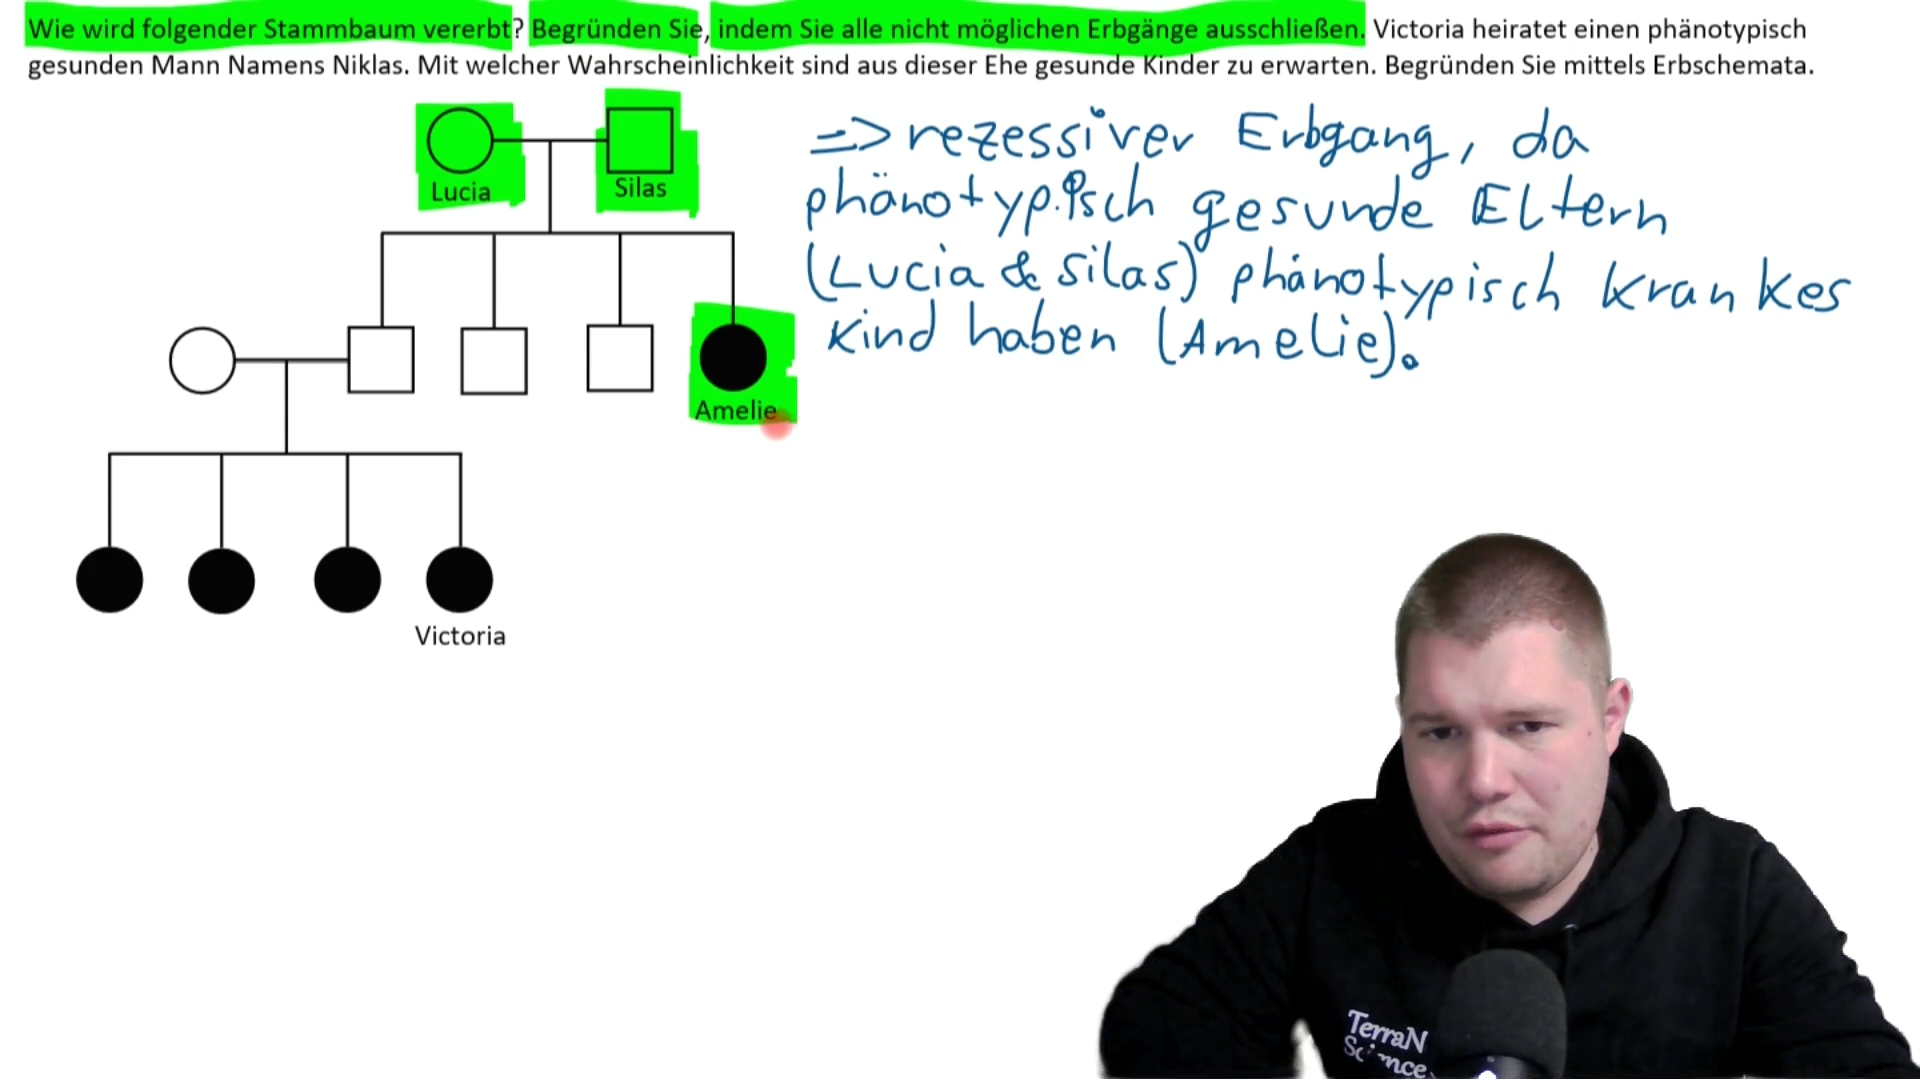 Wie wird folgender Stammbaum vererbt? Begründen Sie, indem Sie alle nicht möglichen Erbgänge ausschließen. Victoria heiratet einen phänotypisch
gesunden Mann Namens Niklas. Mit welcher Wahrscheinlichkeit sind aus dieser Ehe gesunde Kinder zu erwarten. Begründen Sie mittels Erbschemata.
Lucia
Silas
=> rezessiver Erbgang, da
phänotypisch gesunde Eltern
(Lucia & Silas) phänotypisch krankes
Kind haben (Amelie).
Amelie
Victoria
TerraN